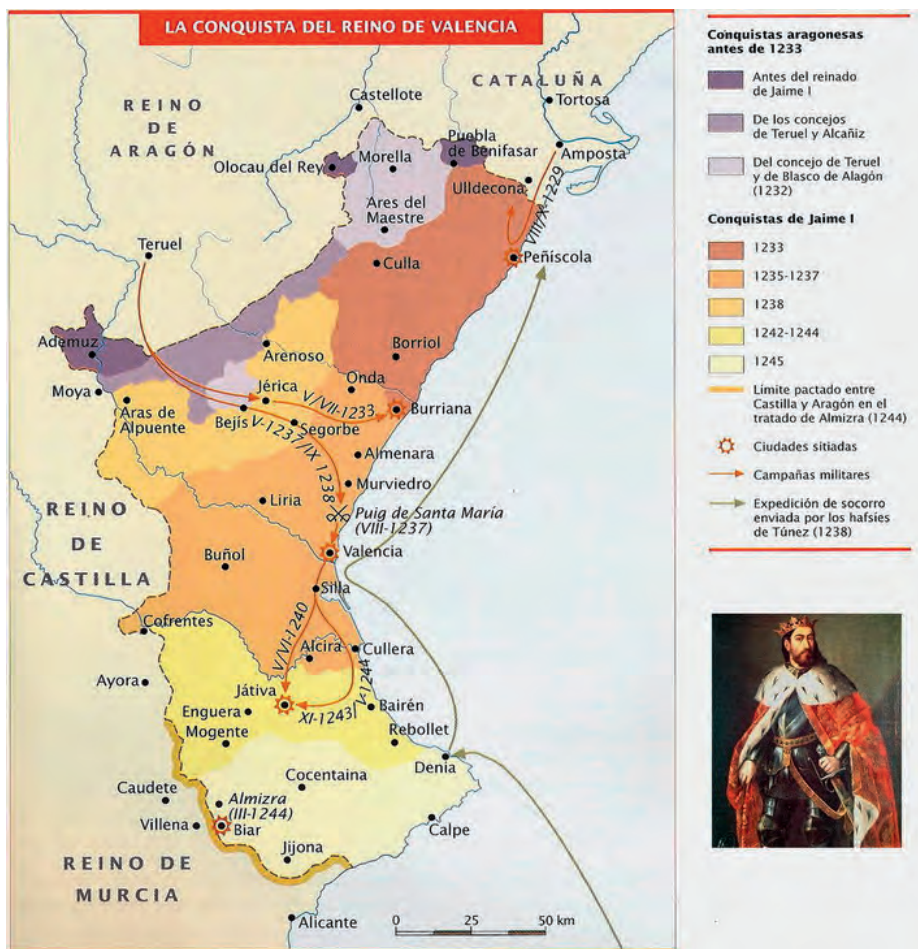 LA CONQUISTA DEL REINO DE VALENCIA
CATALUÑA
REINO
DE
ARAGÓN
Castellote
Tortosa
Puebla
de Benifasar
Morella
Amposta
Olocau del Rey
Ulldecona
Ares del
Maestre
VIII/X-1229
Teruel
Culla
Peñíscola
Ademuz
Arenoso
Borriol
Moya
Jérica
Onda
V/VII-1233
Burriana
Aras de
Alpuente
Bejís
Segorbe
V-1237/IX 1238
Almenara
Murviedro
Liria
Puig de Santa María
(VIII-1237)
REINO
DE
CASTILLA
Valencia
Buñol
Silla
Cofrentes
V/VI-1240
Alcira
Cullera
Ayora
Játiva
XI-1243
V-1244
Bairén
Enguera
Rebollet
Mogente
Denia
Cocentaina
Caudete
Almizra
(III-1244)
Villena
Biar
Calpe
Jijona
REINO DE
MURCIA
Alicante
0 25 50 km
Conquistas aragonesas
antes de 1233
Antes del reinado
de Jaime I
De los concejos
de Teruel y Alcañiz
Del concejo de Teruel
y de Blasco de Alagón
(1232)
Conquistas de Jaime I
1233
1235-1237
1238
1242-1244
1245
Límite pactado entre
Castilla y Aragón en el
tratado de Almizra (1244)
Ciudades sitiadas
Campañas militares
Expedición de socorro
enviada por los hafsíes
de Túnez (1238)